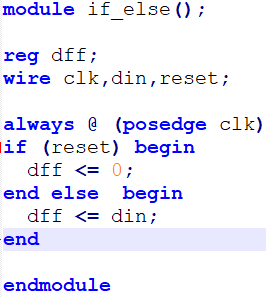 module if_else();
reg dff;
wire clk,din,reset;
always @ (posedge clk)
if (reset) begin
  dff <= 0;
end else  begin
  dff <= din;
end
endmodule